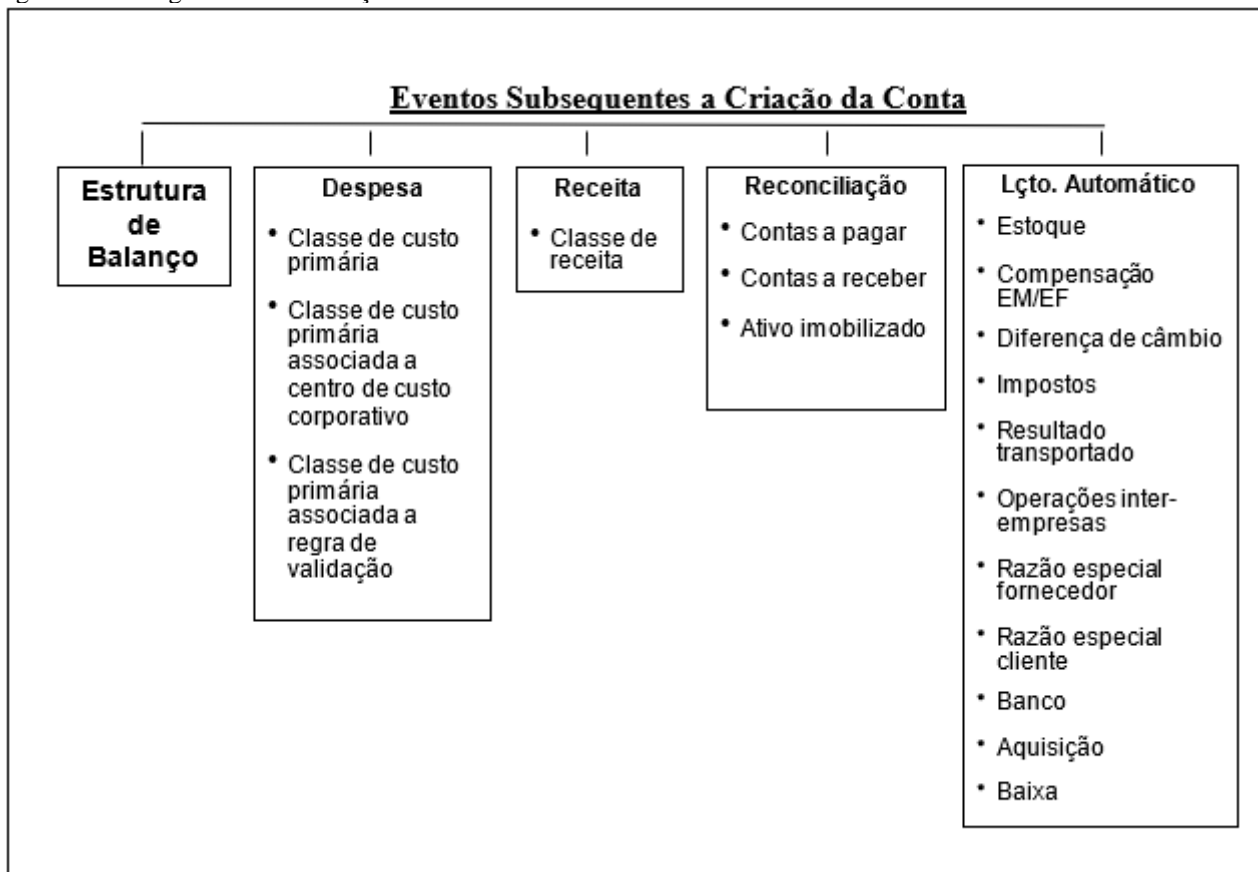 Eventos Subsequentes a Criação da Conta
Estrutura
de
Balanço
Despesa
• Classe de custo
primária
• Classe de custo
primária
associada a
centro de custo
corporativo
• Classe de custo
primária
associada a
regra de
validação
Receita
• Classe de
receita
Reconciliação
• Contas a pagar
• Contas a receber
• Ativo imobilizado
Lçto. Automático
• Estoque
• Compensação
EM/EF
• Diferença de câmbio
• Impostos
• Resultado
transportado
• Operações inter-
empresas
• Razão especial
fornecedor
• Razão especial
cliente
• Banco
• Aquisição
• Baixa